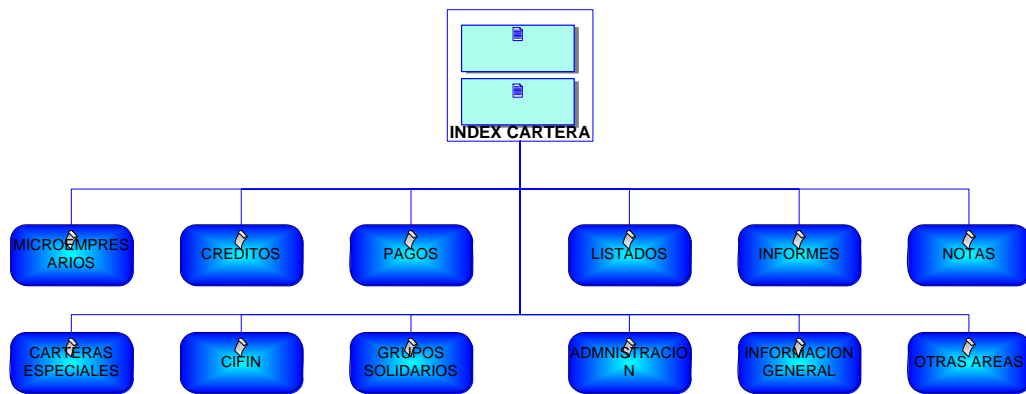 INDEX CARTERA
MICROEMPRES
ARIOS
CREDITOS
PAGOS
LISTADOS
INFORMES
NOTAS
CARTERAS
ESPECIALES
CIFIN
GRUPOS
SOLIDARIOS
ADMNISTRACIO
N
INFORMACION
GENERAL
OTRAS AREAS